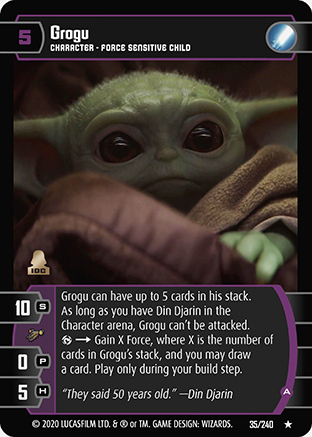 5
Grogu
CHARACTER - FORCE SENSITIVE CHILD
IDC
10 S
0 P
5 H
Grogu can have up to 5 cards in his stack.
As long as you have Din Djarin in the
Character arena, Grogu can't be attacked.
→ Gain X Force, where X is the number of
cards in Grogu's stack, and you may draw
a card. Play only during your build step.
"They said 50 years old." —Din Djarin
A
© 2020 LUCASFILM LTD. & ® or TM. GAME DESIGN: WIZARDS. 35/240 ★